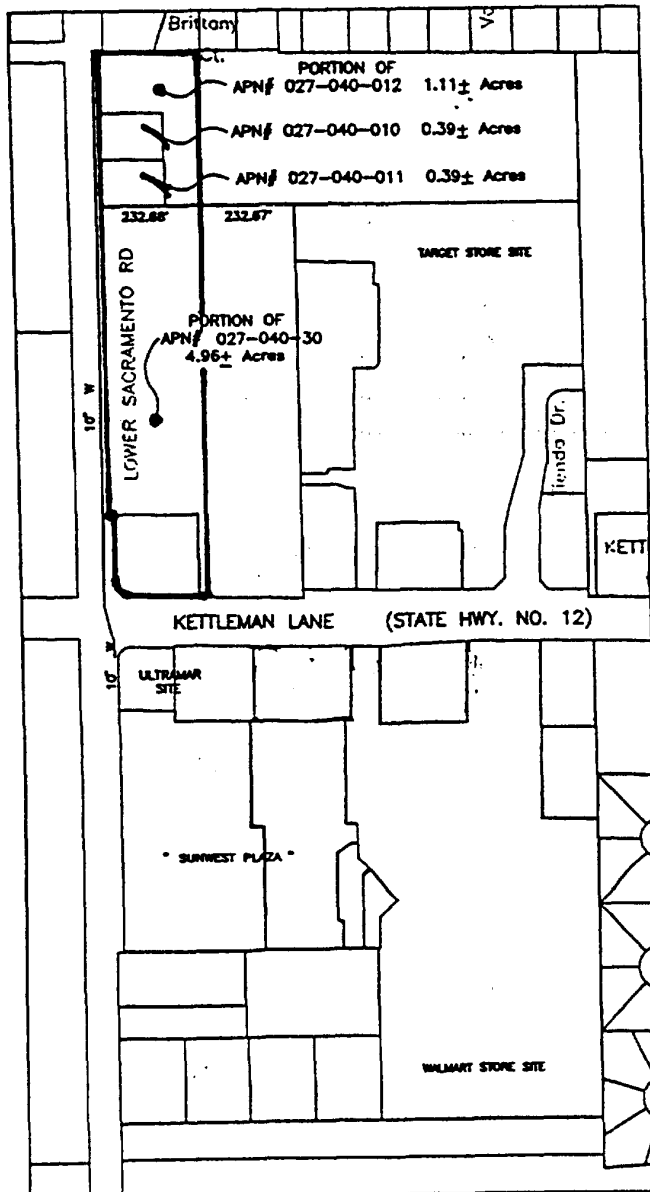 Brittany
Ct.
PORTION OF
APN# 027-040-012 1.11± Acres
APN# 027-040-010 0.39± Acres
APN# 027-040-011 0.39± Acres
232.68'
232.67'
TARGET STORE SITE
LOWER SACRAMENTO RD
PORTION OF
APN# 027-040-30
4.96± Acres
10" W
KETT
KETTLEMAN LANE (STATE HWY. NO. 12)
10" W
ULTRAMAR
SITE
" SUNWEST PLAZA "
WALMART STORE SITE